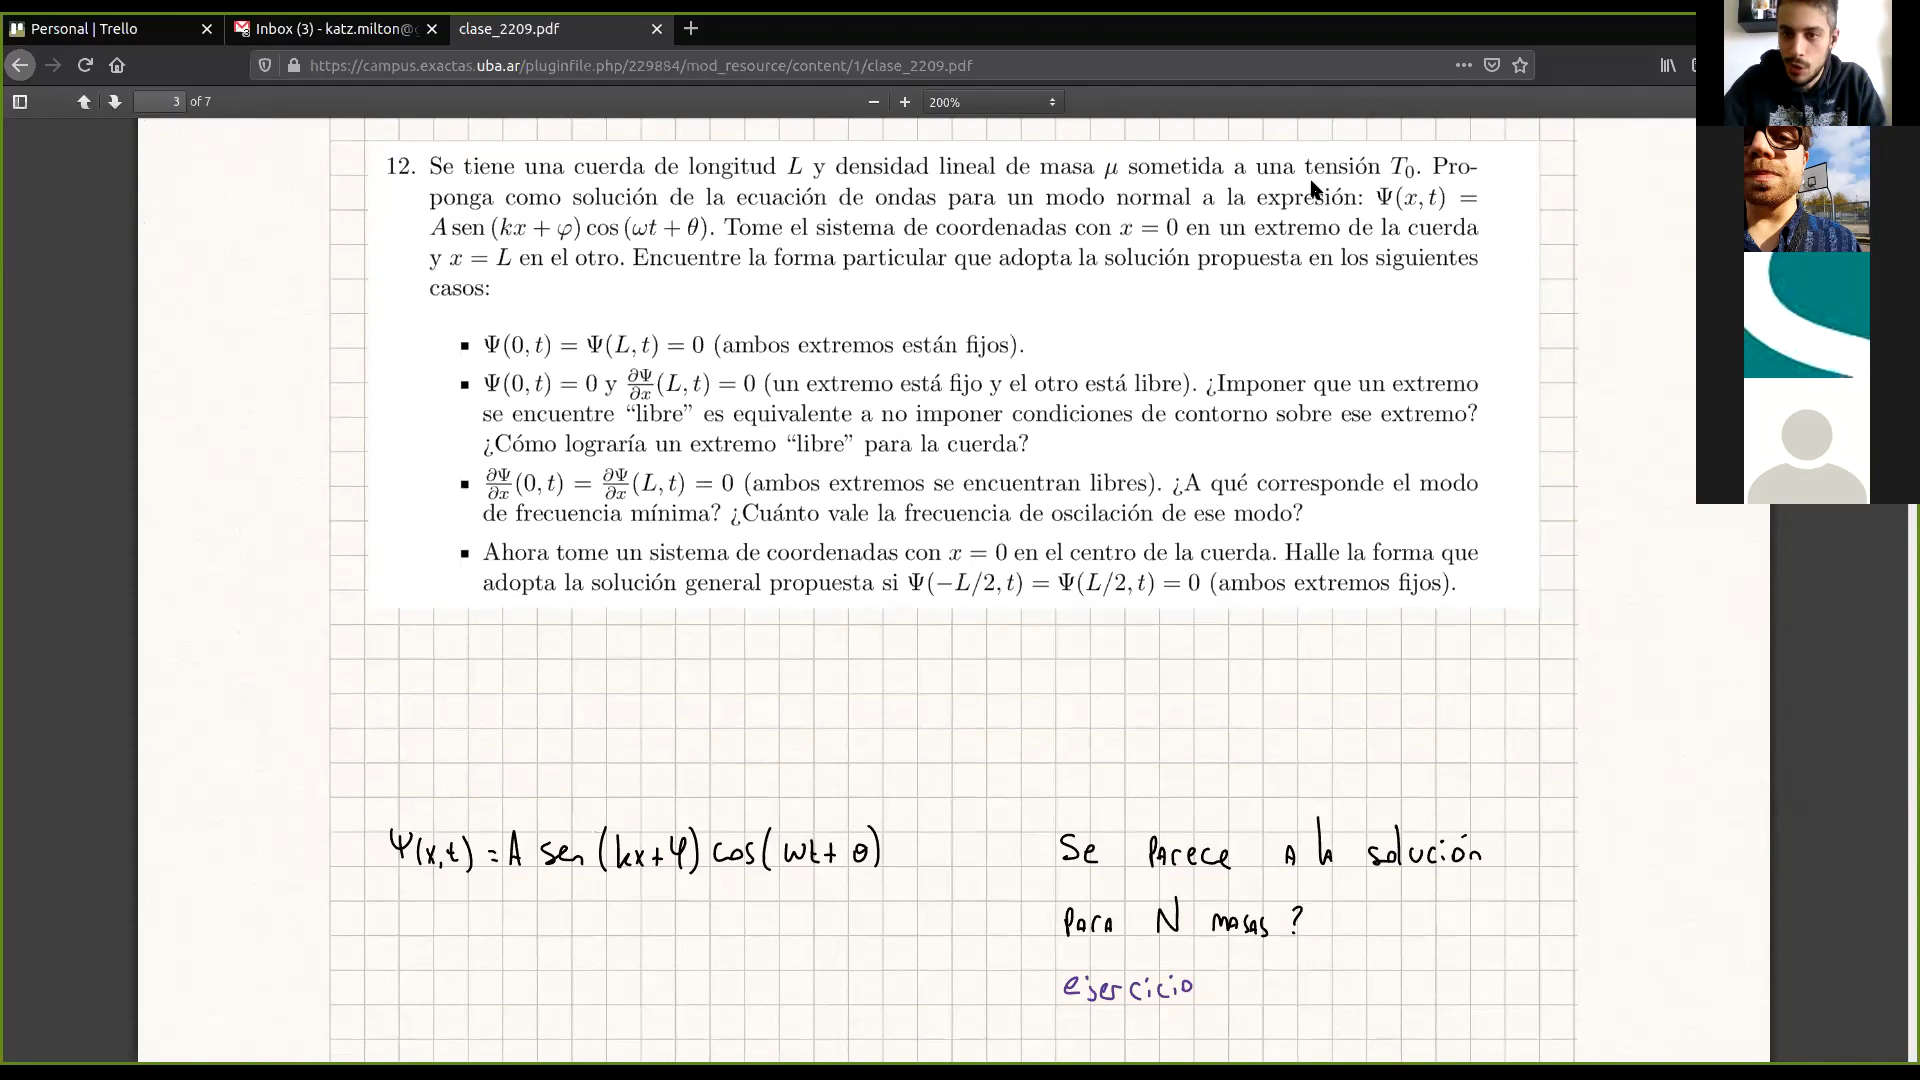 Personal | Trello
Inbox (3) - katz.milton@
clase_2209.pdf
https://campus.exactas.uba.ar/pluginfile.php/229884/mod_resource/content/1/clase_2209.pdf
3 of 7
200%
12. Se tiene una cuerda de longitud L y densidad lineal de masa μ sometida a una tensión T₀. Pro-
ponga como solución de la ecuación de ondas para un modo normal a la expresión: Ψ(x, t) =
A sen (kx + φ) cos (ωt + θ). Tome el sistema de coordenadas con x = 0 en un extremo de la cuerda
y x = L en el otro. Encuentre la forma particular que adopta la solución propuesta en los siguientes
casos:
▪ Ψ(0, t) = Ψ(L, t) = 0 (ambos extremos están fijos).
▪ Ψ(0, t) = 0 y ∂Ψ/∂x (L, t) = 0 (un extremo está fijo y el otro está libre). ¿Imponer que un extremo
se encuentre “libre” es equivalente a no imponer condiciones de contorno sobre ese extremo?
¿Cómo lograría un extremo “libre” para la cuerda?
▪ ∂Ψ/∂x (0, t) = ∂Ψ/∂x (L, t) = 0 (ambos extremos se encuentran libres). ¿A qué corresponde el modo
de frecuencia mínima? ¿Cuánto vale la frecuencia de oscilación de ese modo?
▪ Ahora tome un sistema de coordenadas con x = 0 en el centro de la cuerda. Halle la forma que
adopta la solución general propuesta si Ψ(−L/2, t) = Ψ(L/2, t) = 0 (ambos extremos fijos).
Ψ(x,t) = A sen (kx+φ) cos( ωt + θ)
Se parece a la solución
para N masas ?
ejercicio